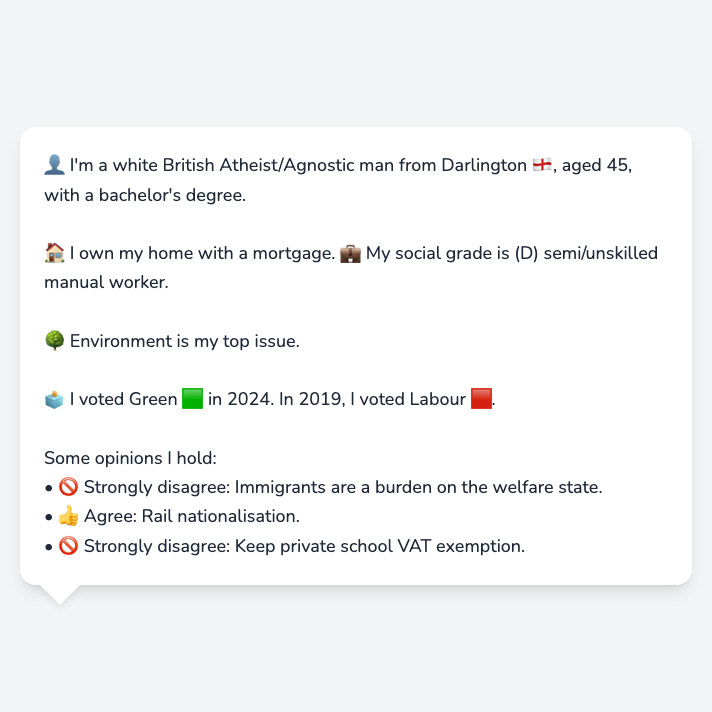 👤 I'm a white British Atheist/Agnostic man from Darlington 🏴󠁧󠁢󠁥󠁮󠁧󠁿, aged 45,
with a bachelor's degree.
🏠 I own my home with a mortgage. 💼 My social grade is (D) semi/unskilled
manual worker.
🌳 Environment is my top issue.
🗳️ I voted Green 🟩 in 2024. In 2019, I voted Labour 🟥.
Some opinions I hold:
• 🚫 Strongly disagree: Immigrants are a burden on the welfare state.
• 👍 Agree: Rail nationalisation.
• 🚫 Strongly disagree: Keep private school VAT exemption.